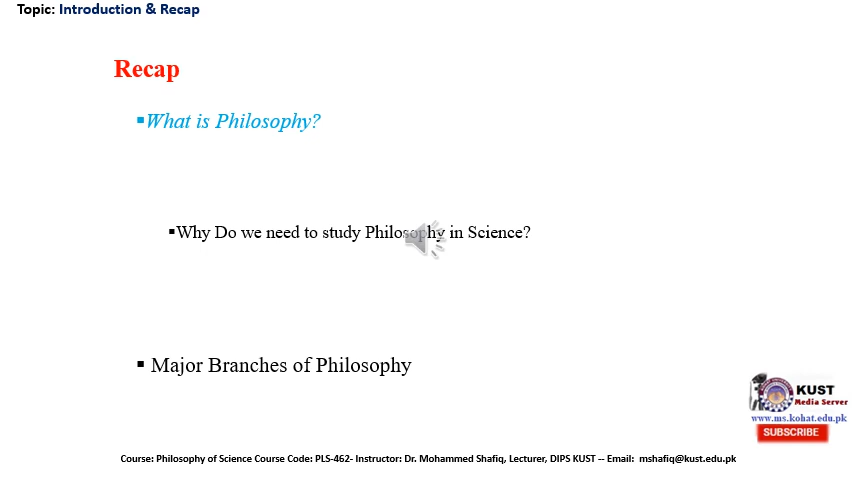 Topic: Introduction & Recap
Recap
▪What is Philosophy?
▪Why Do we need to study Philosophy in Science?
▪ Major Branches of Philosophy
KUST
Media Server
www.ms.kohat.edu.pk
SUBSCRIBE
Course: Philosophy of Science Course Code: PLS-462- Instructor: Dr. Mohammed Shafiq, Lecturer, DIPS KUST -- Email: mshafiq@kust.edu.pk